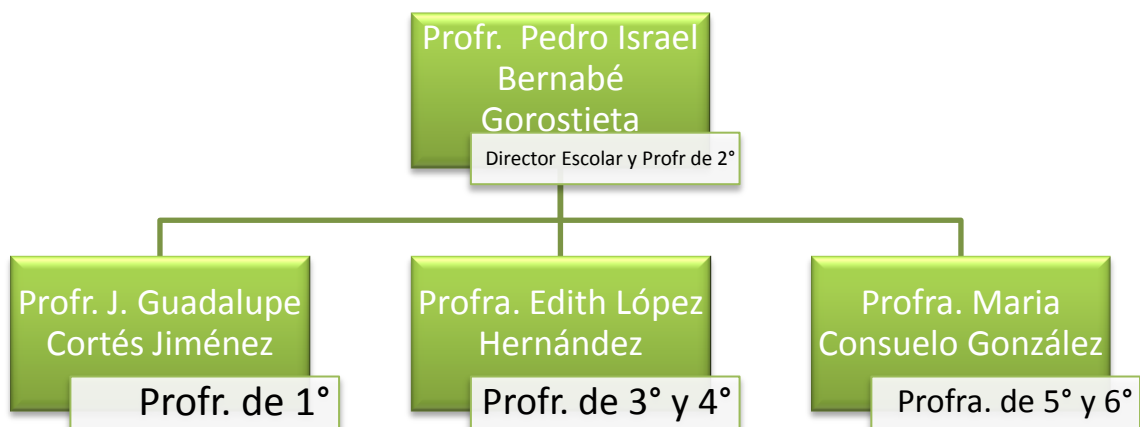 Profr. Pedro Israel
Bernabé
Gorostieta
Director Escolar y Profr de 2°
Profr. J. Guadalupe
Cortés Jiménez
Profr. de 1°
Profra. Edith López
Hernández
Profr. de 3° y 4°
Profra. Maria
Consuelo González
Profra. de 5° y 6°